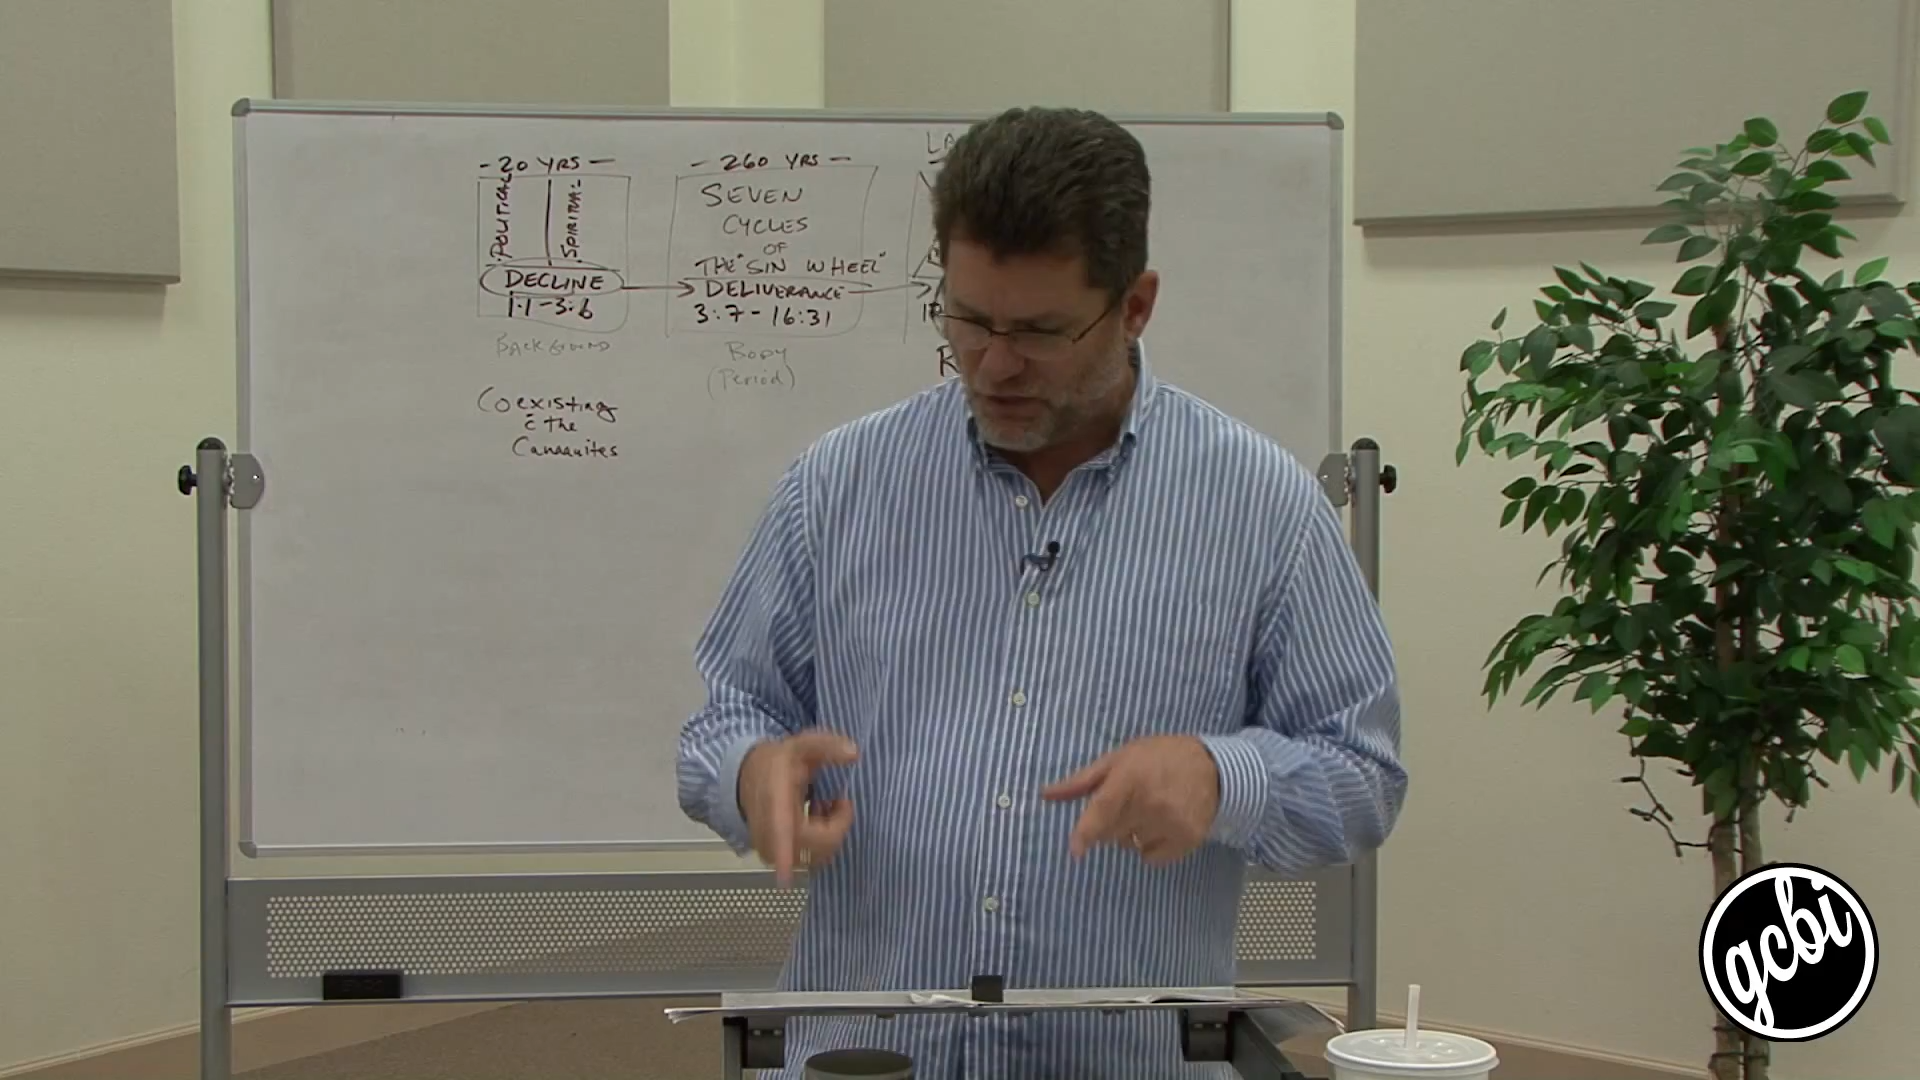 - 20 YRS -
POLITICAL
SPIRITUAL
DECLINE
1:1-3:6
BACKGROUND
Coexisting
c̄ the
Canaanites
- 260 YRS -
SEVEN
CYCLES
OF
THE "SIN WHEEL"
DELIVERANCE
3:7 - 16:31
BODY
(Period)
LA
R
gcbi